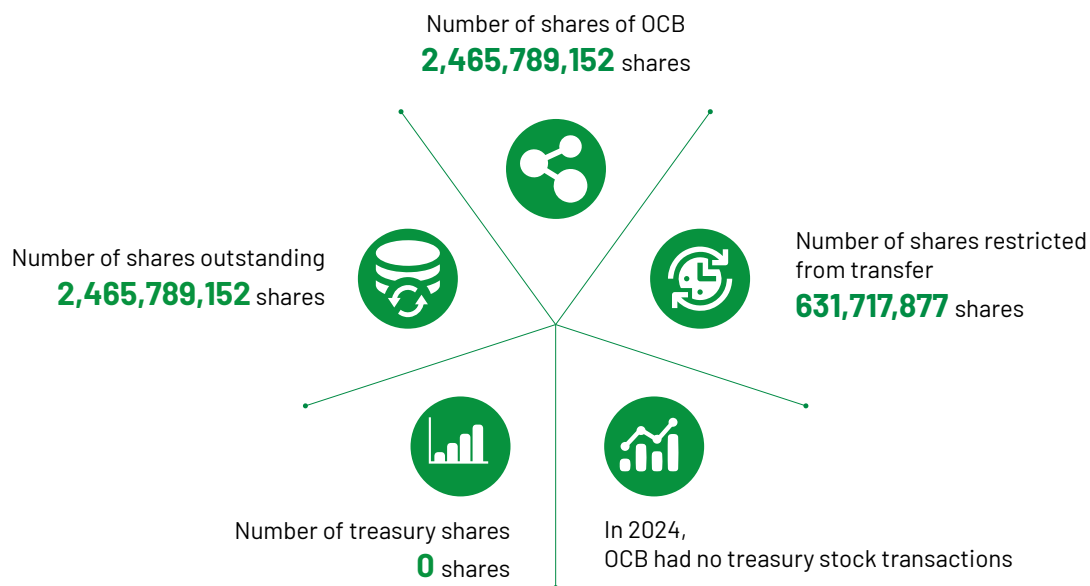 Number of shares of OCB
2,465,789,152 shares
Number of shares outstanding
2,465,789,152 shares
Number of shares restricted
from transfer
631,717,877 shares
Number of treasury shares
0 shares
In 2024,
OCB had no treasury stock transactions